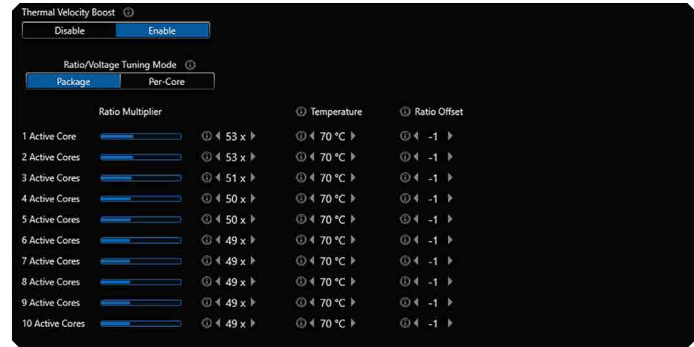 Thermal Velocity Boost
Disable Enable
Ratio/Voltage Tuning Mode
Package Per-Core
Ratio Multiplier Temperature Ratio Offset
1 Active Core 53 x 70 °C -1
2 Active Cores 53 x 70 °C -1
3 Active Cores 51 x 70 °C -1
4 Active Cores 50 x 70 °C -1
5 Active Cores 50 x 70 °C -1
6 Active Cores 49 x 70 °C -1
7 Active Cores 49 x 70 °C -1
8 Active Cores 49 x 70 °C -1
9 Active Cores 49 x 70 °C -1
10 Active Cores 49 x 70 °C -1